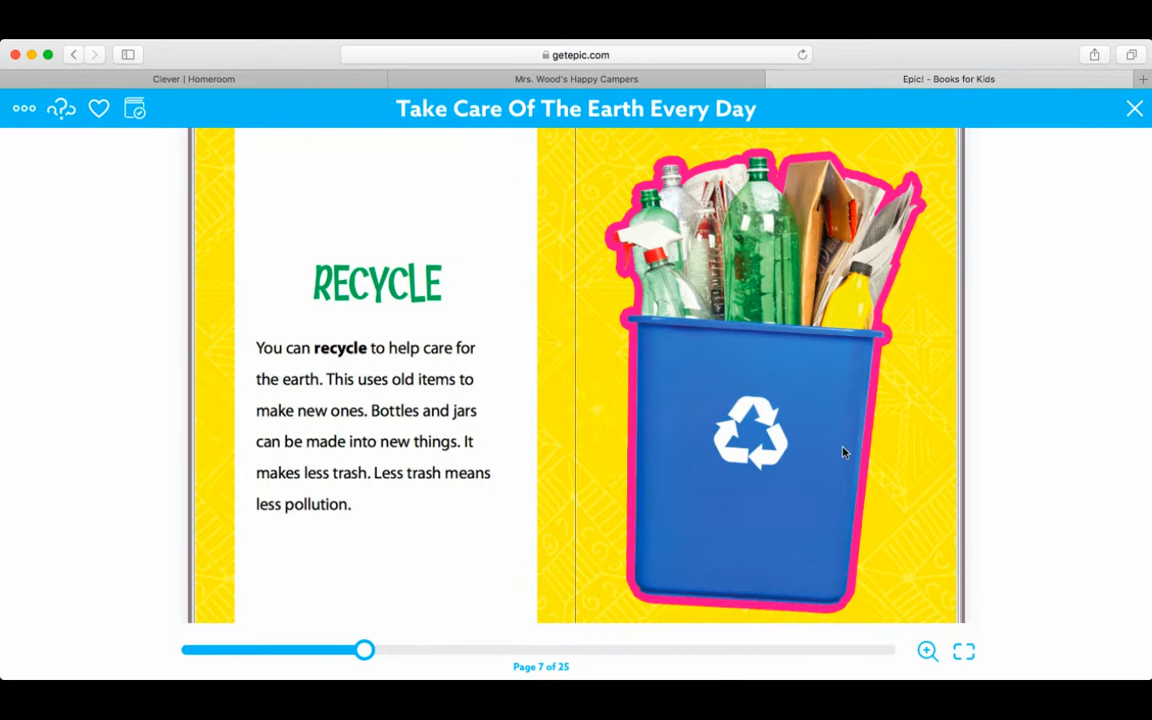 getepic.com
Clever | Homeroom
Mrs. Wood's Happy Campers
Epic! - Books for Kids
Take Care Of The Earth Every Day
RECYCLE
You can recycle to help care for
the earth. This uses old items to
make new ones. Bottles and jars
can be made into new things. It
makes less trash. Less trash means
less pollution.
Page 7 of 25